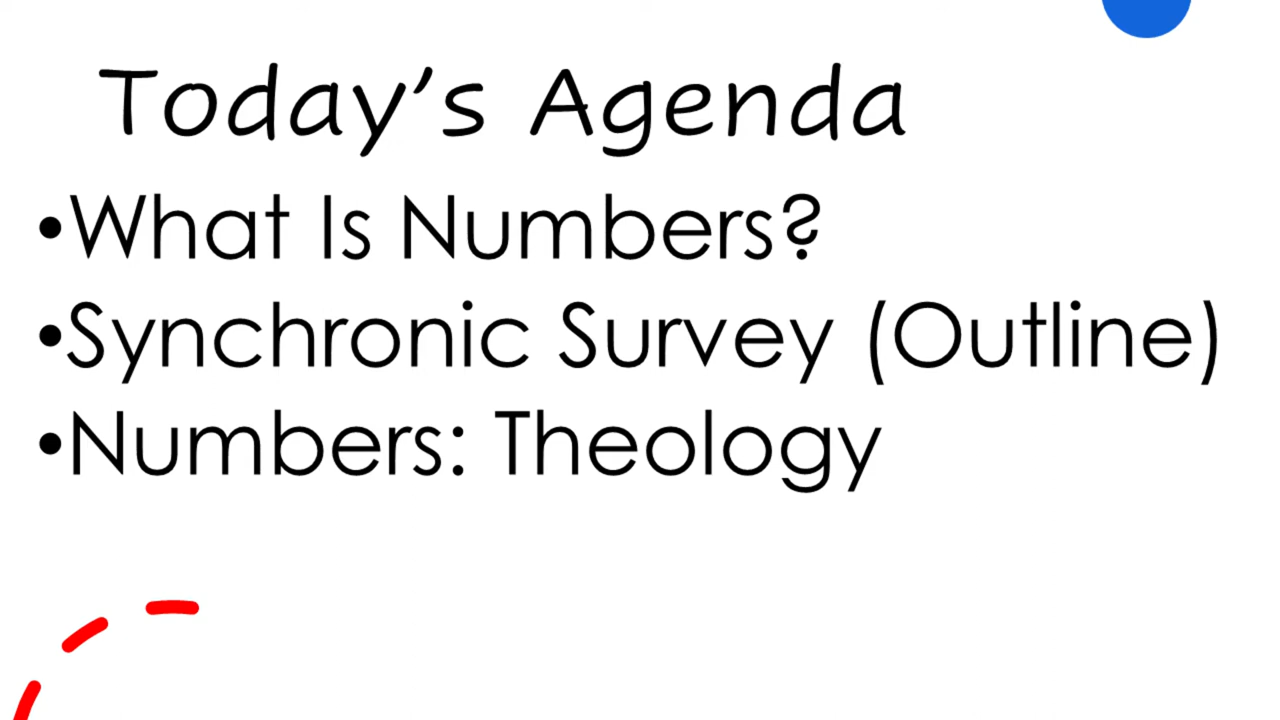 Today's Agenda
•What Is Numbers?
•Synchronic Survey (Outline)
•Numbers: Theology